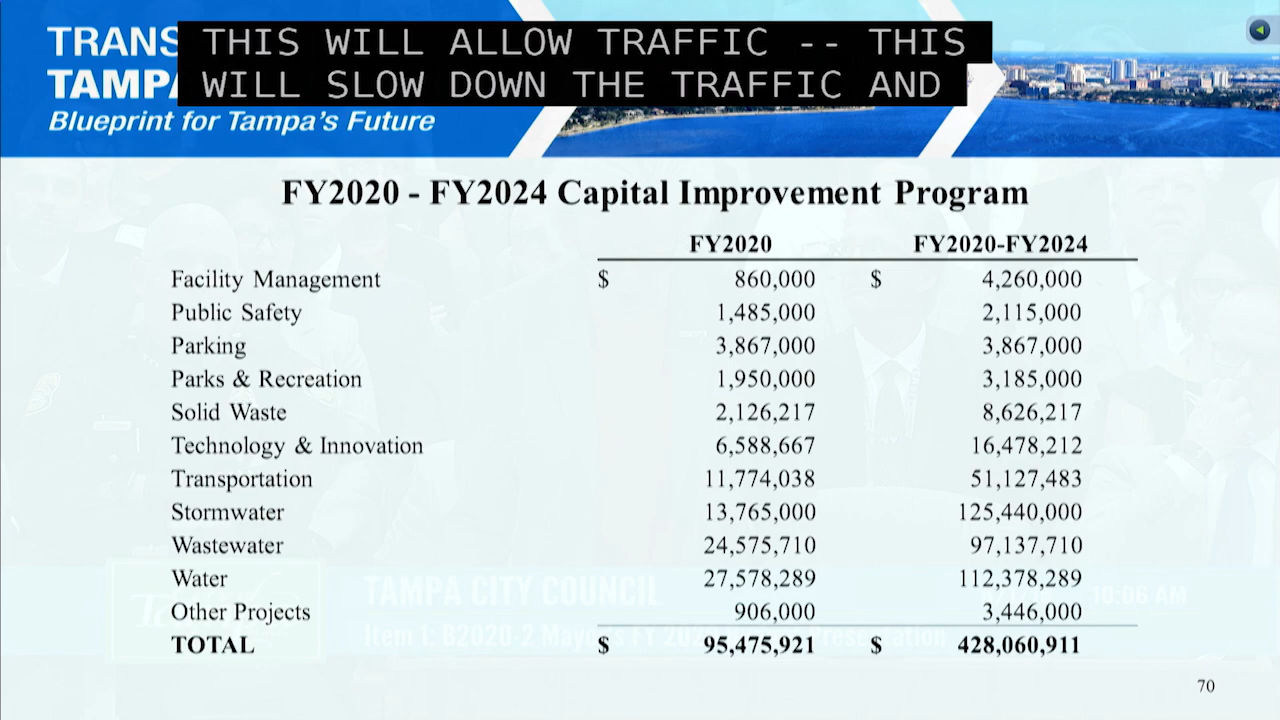 TRANS
THIS WILL ALLOW TRAFFIC -- THIS
TAMPA
WILL SLOW DOWN THE TRAFFIC AND
Blueprint for Tampa's Future
FY2020 - FY2024 Capital Improvement Program
FY2020 FY2020-FY2024
Facility Management $ 860,000 $ 4,260,000
Public Safety 1,485,000 2,115,000
Parking 3,867,000 3,867,000
Parks & Recreation 1,950,000 3,185,000
Solid Waste 2,126,217 8,626,217
Technology & Innovation 6,588,667 16,478,212
Transportation 11,774,038 51,127,483
Stormwater 13,765,000 125,440,000
Wastewater 24,575,710 97,137,710
Water 27,578,289 112,378,289
TAMPA CITY COUNCIL 10:06 AM
Other Projects 906,000 3,446,000
Item 1: B2020-2 Mayor's FY Presentation
TOTAL $ 95,475,921 $ 428,060,911
70